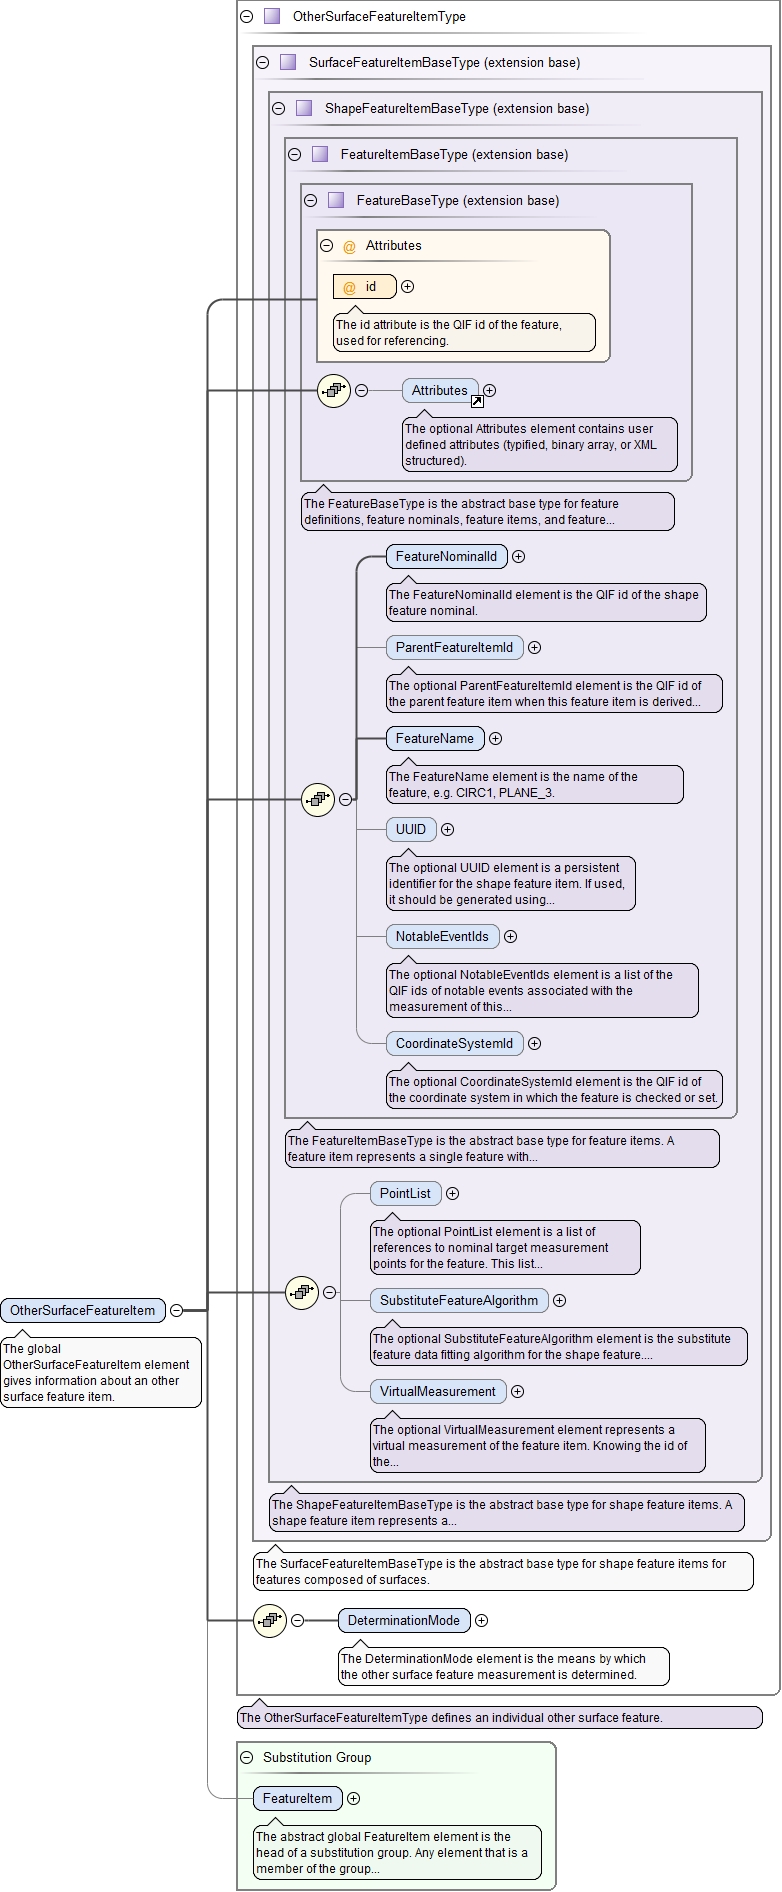 OtherSurfaceFeatureItemType
SurfaceFeatureItemBaseType (extension base)
ShapeFeatureItemBaseType (extension base)
FeatureItemBaseType (extension base)
FeatureBaseType (extension base)
@ Attributes
@ id
The id attribute is the QIF id of the feature,
used for referencing.
Attributes
The optional Attributes element contains user
defined attributes (typified, binary array, or XML
structured).
The FeatureBaseType is the abstract base type for feature
definitions, feature nominals, feature items, and feature...
FeatureNominalId
The FeatureNominalId element is the QIF id of the shape
feature nominal.
ParentFeatureItemId
The optional ParentFeatureItemId element is the QIF id of
the parent feature item when this feature item is derived...
FeatureName
The FeatureName element is the name of the
feature, e.g. CIRC1, PLANE_3.
UUID
The optional UUID element is a persistent
identifier for the shape feature item. If used,
it should be generated using...
NotableEventIds
The optional NotableEventIds element is a list of the
QIF ids of notable events associated with the
measurement of this...
CoordinateSystemId
The optional CoordinateSystemId element is the QIF id of
the coordinate system in which the feature is checked or set.
The FeatureItemBaseType is the abstract base type for feature items. A
feature item represents a single feature with...
PointList
The optional PointList element is a list of
references to nominal target measurement
points for the feature. This list...
SubstituteFeatureAlgorithm
The optional SubstituteFeatureAlgorithm element is the substitute
feature data fitting algorithm for the shape feature....
VirtualMeasurement
The optional VirtualMeasurement element represents a
virtual measurement of the feature item. Knowing the id of
the...
The ShapeFeatureItemBaseType is the abstract base type for shape feature items. A
shape feature item represents a...
The SurfaceFeatureItemBaseType is the abstract base type for shape feature items for
features composed of surfaces.
OtherSurfaceFeatureItem
The global
OtherSurfaceFeatureItem element
gives information about an other
surface feature item.
DeterminationMode
The DeterminationMode element is the means by which
the other surface feature measurement is determined.
The OtherSurfaceFeatureItemType defines an individual other surface feature.
Substitution Group
FeatureItem
The abstract global FeatureItem element is the
head of a substitution group. Any element that is a
member of the group...